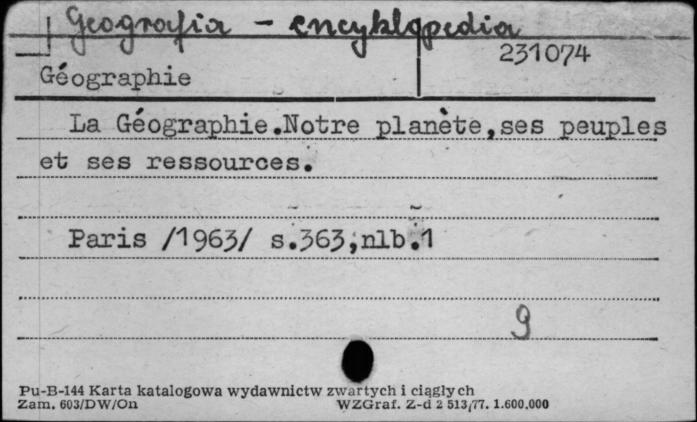 Geografia - encyklopedia
231074
Géographie
La Géographie.Notre planète,ses peuples
et ses ressources.
Paris /1963/ s.363,nlb.1
9
Pu-B-144 Karta katalogowa wydawnictw zwartych i ciągłych
Zam. 603/DW/On WZGraf. Z-d 2 513/77. 1.600.000